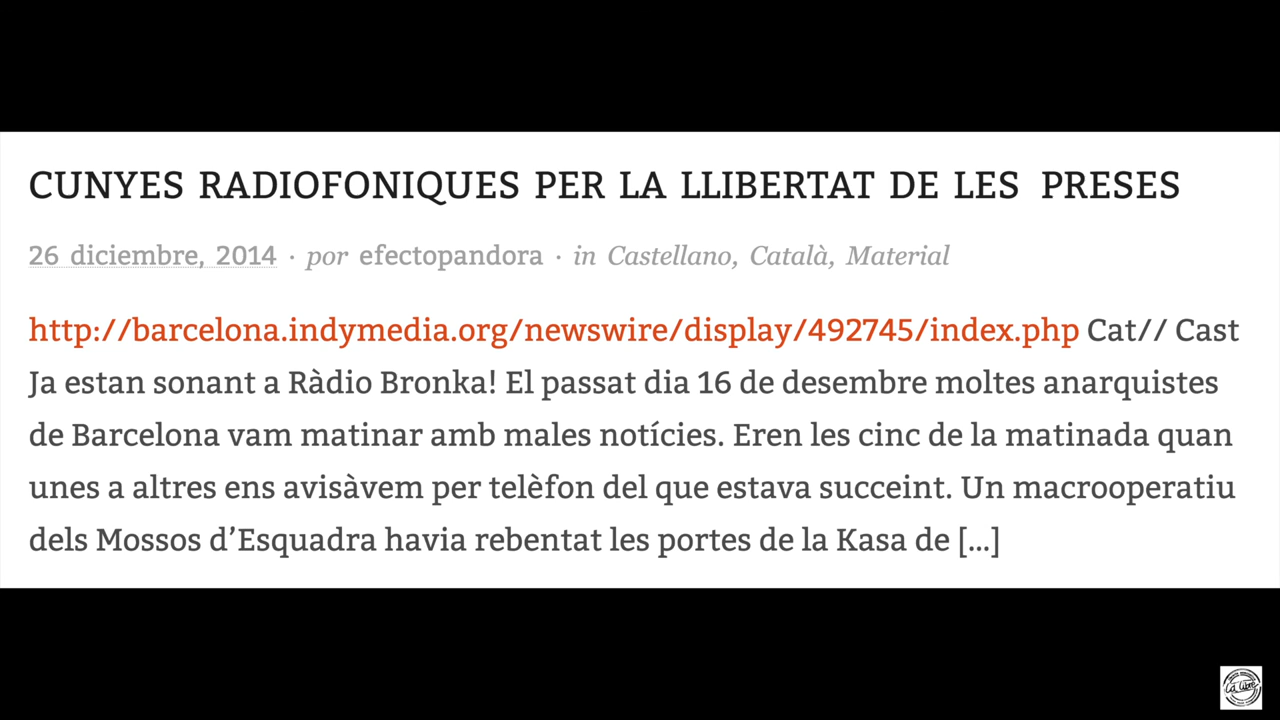 CUNYES RADIOFONIQUES PER LA LLIBERTAT DE LES PRESES
26 diciembre, 2014 · por efectopandora · in Castellano, Català, Material
http://barcelona.indymedia.org/newswire/display/492745/index.php Cat// Cast
Ja estan sonant a Ràdio Bronka! El passat dia 16 de desembre moltes anarquistes
de Barcelona vam matinar amb males notícies. Eren les cinc de la matinada quan
unes a altres ens avisàvem per telèfon del que estava succeint. Un macrooperatiu
dels Mossos d’Esquadra havia rebentat les portes de la Kasa de [...]